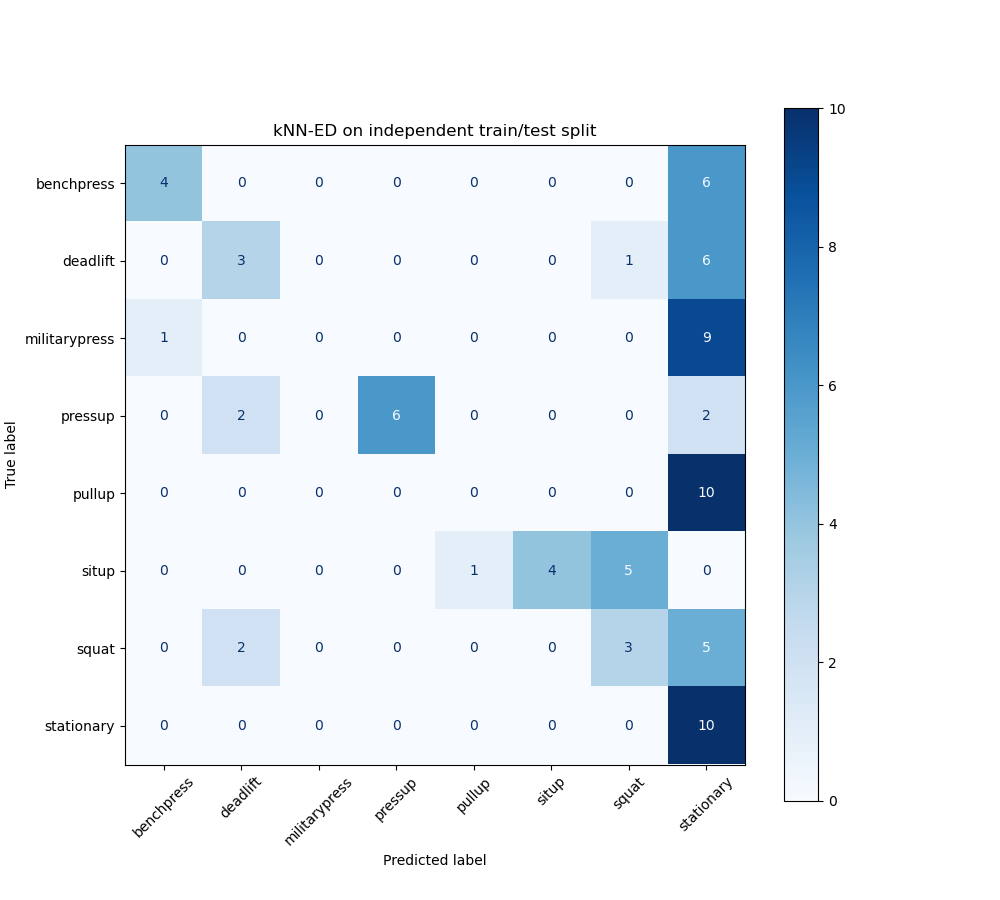 kNN-ED on independent train/test split
benchpress 4 0 0 0 0 0 0 6
deadlift 0 3 0 0 0 0 1 6
militarypress 1 0 0 0 0 0 0 9
pressup 0 2 0 6 0 0 0 2
pullup 0 0 0 0 0 0 0 10
situp 0 0 0 0 1 4 5 0
squat 0 2 0 0 0 0 3 5
stationary 0 0 0 0 0 0 0 10
True label
benchpress deadlift militarypress pressup pullup situp squat stationary
Predicted label
10
8
6
4
2
0